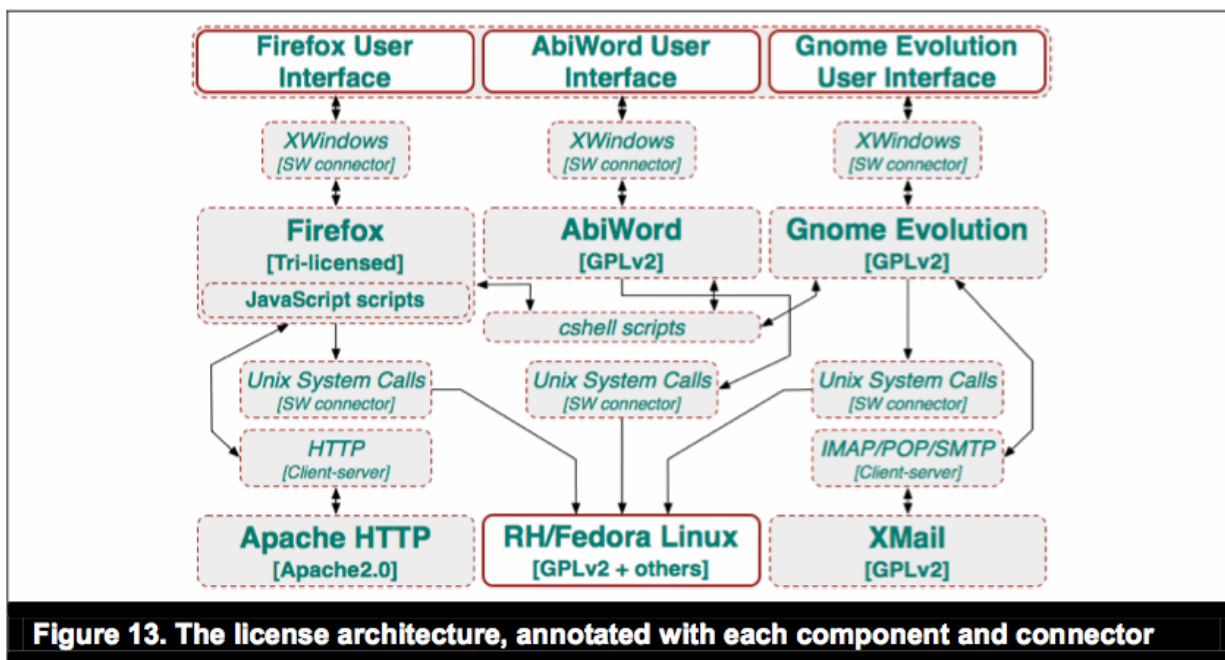 Firefox User
Interface
AbiWord User
Interface
Gnome Evolution
User Interface
XWindows
[SW connector]
XWindows
[SW connector]
XWindows
[SW connector]
Firefox
[Tri-licensed]
JavaScript scripts
AbiWord
[GPLv2]
Gnome Evolution
[GPLv2]
cshell scripts
Unix System Calls
[SW connector]
Unix System Calls
[SW connector]
Unix System Calls
[SW connector]
HTTP
[Client-server]
IMAP/POP/SMTP
[Client-server]
Apache HTTP
[Apache2.0]
RH/Fedora Linux
[GPLv2 + others]
XMail
[GPLv2]
Figure 13. The license architecture, annotated with each component and connector